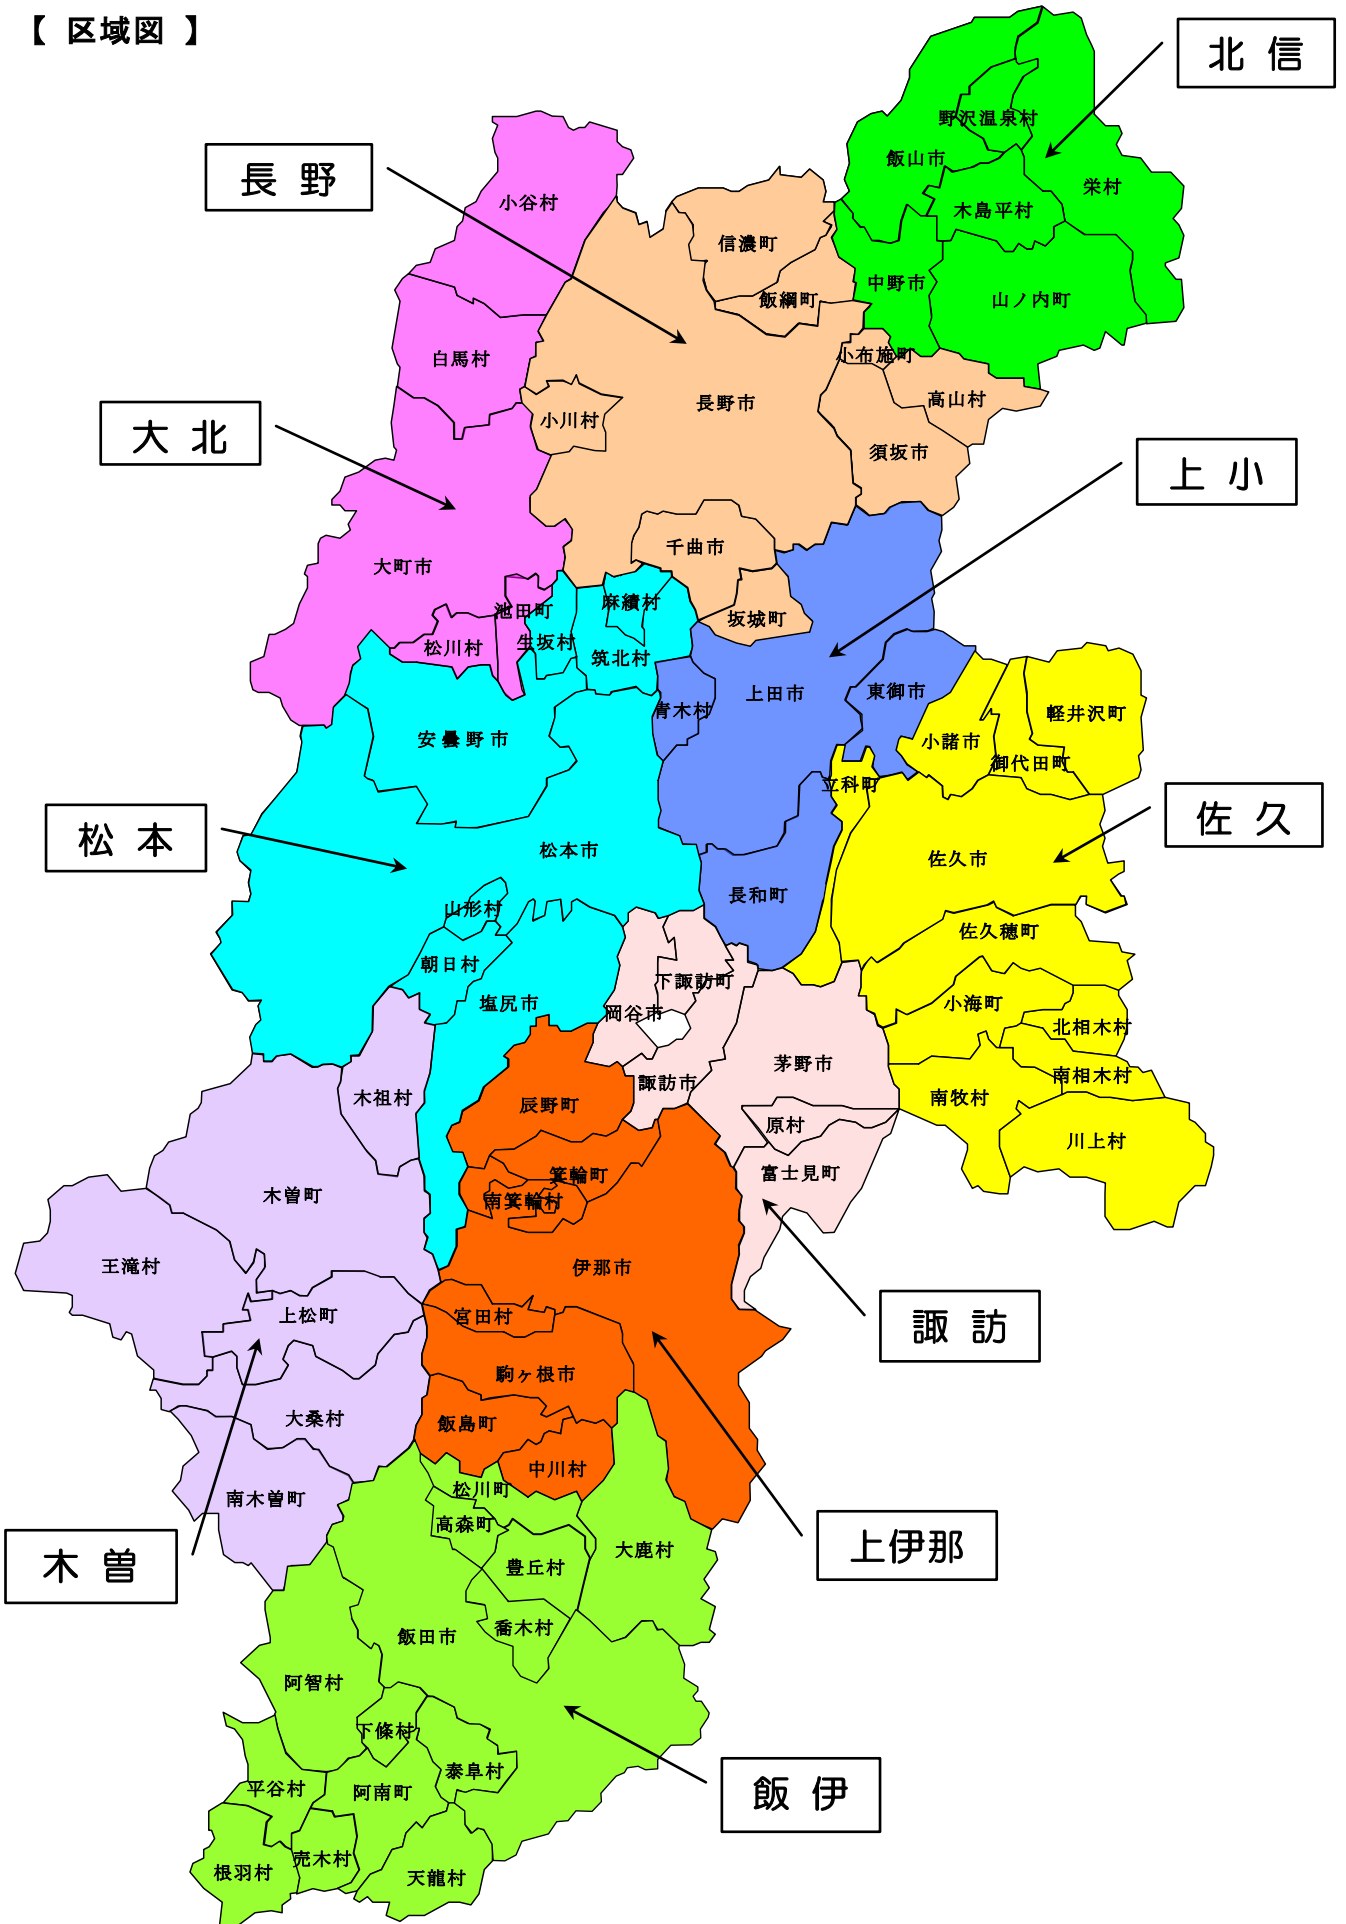 【 区域図 】
北 信
長 野
野沢温泉村
飯山市
栄村
小谷村
木島平村
信濃町
中野市
飯綱町
山ノ内町
白馬村
小布施町
高山村
長野市
小川村
大 北
須坂市
上 小
千曲市
大町市
麻績村
池田町
坂城町
生坂村
松川村
筑北村
上田市
東御市
青木村
軽井沢町
安曇野市
小諸市
御代田町
立科町
佐 久
松 本
松本市
佐久市
長和町
山形村
佐久穂町
朝日村
下諏訪町
塩尻市
小海町
岡谷市
北相木村
茅野市
南相木村
諏訪市
木祖村
南牧村
辰野町
原村
川上村
箕輪町
富士見町
木曽町
南箕輪村
王滝村
伊那市
上松町
宮田村
諏 訪
駒ヶ根市
大桑村
飯島町
中川村
松川町
南木曽町
高森町
上伊那
大鹿村
木 曽
豊丘村
喬木村
飯田市
阿智村
下條村
泰阜村
平谷村
阿南町
飯 伊
売木村
根羽村
天龍村